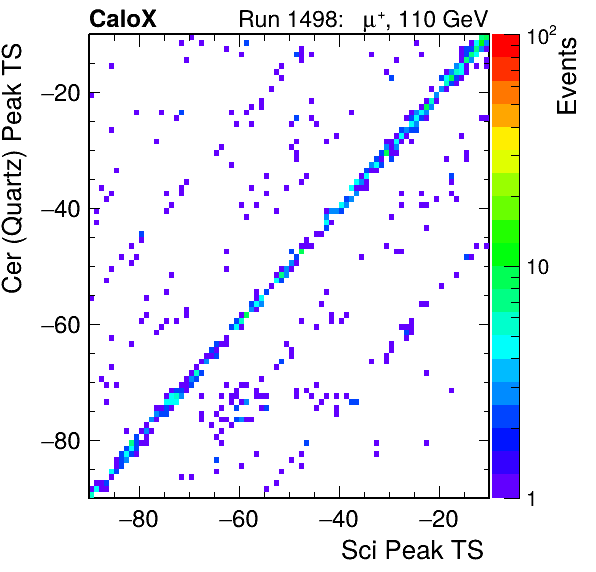 CaloX Run 1498: μ⁺, 110 GeV
Cer (Quartz) Peak TS
−20
−40
−60
−80
−80 −60 −40 −20
Sci Peak TS
10²
10
1
Events